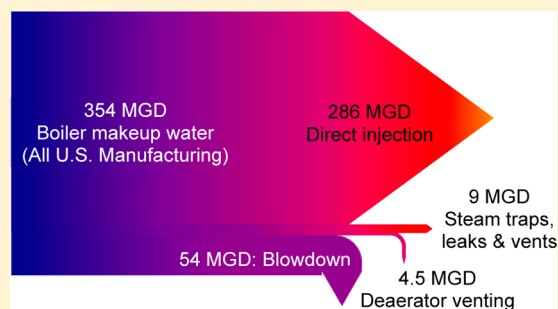 354 MGD
Boiler makeup water
(All U.S. Manufacturing)
286 MGD
Direct injection
9 MGD
Steam traps,
leaks & vents
54 MGD: Blowdown
4.5 MGD
Deaerator venting